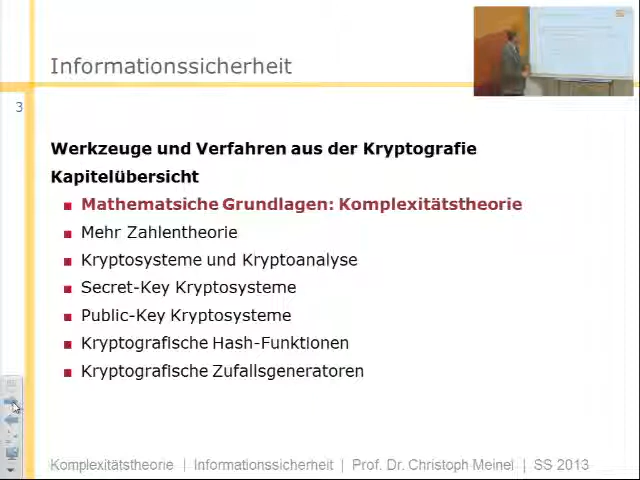 Informationssicherheit
3
Werkzeuge und Verfahren aus der Kryptografie
Kapitelübersicht
Mathematsiche Grundlagen: Komplexitätstheorie
Mehr Zahlentheorie
Kryptosysteme und Kryptoanalyse
Secret-Key Kryptosysteme
Public-Key Kryptosysteme
Kryptografische Hash-Funktionen
Kryptografische Zufallsgeneratoren
Komplexitätstheorie | Informationssicherheit | Prof. Dr. Christoph Meinel | SS 2013